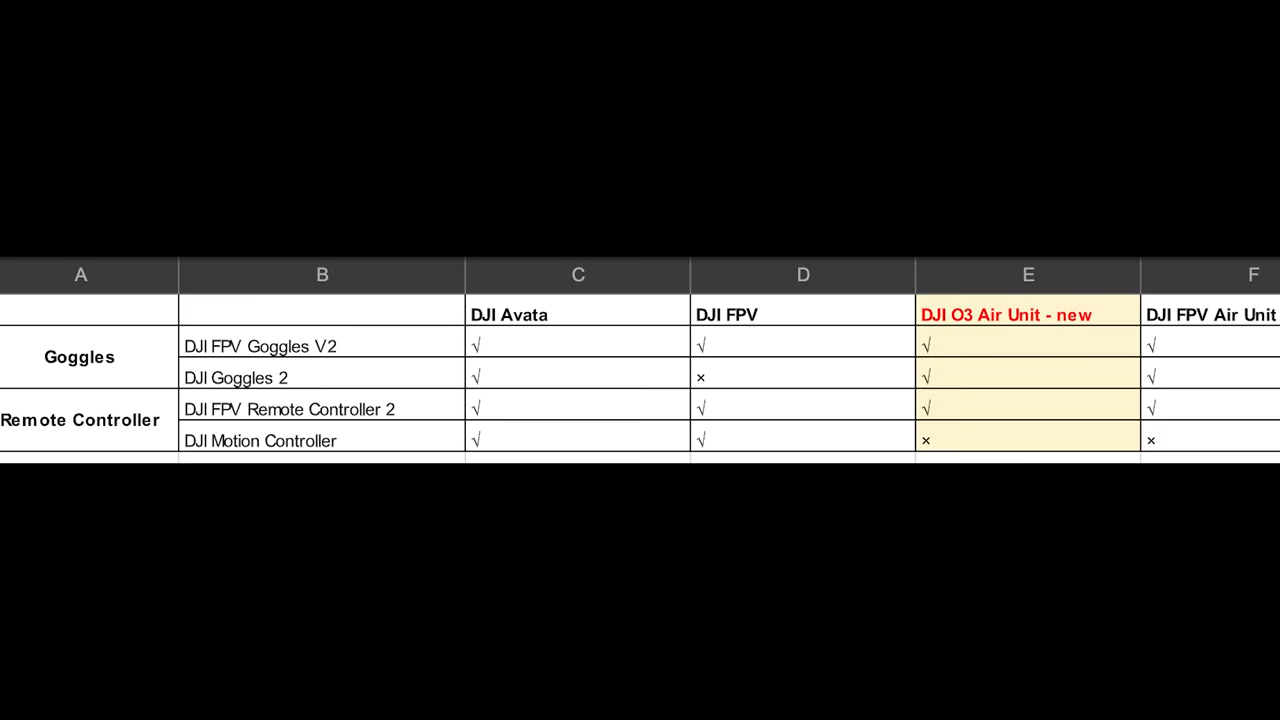 A B C D E F
DJI Avata DJI FPV DJI O3 Air Unit - new DJI FPV Air Unit
Goggles
DJI FPV Goggles V2 √ √ √ √
DJI Goggles 2 √ × √ √
Remote Controller
DJI FPV Remote Controller 2 √ √ √ √
DJI Motion Controller √ √ × ×